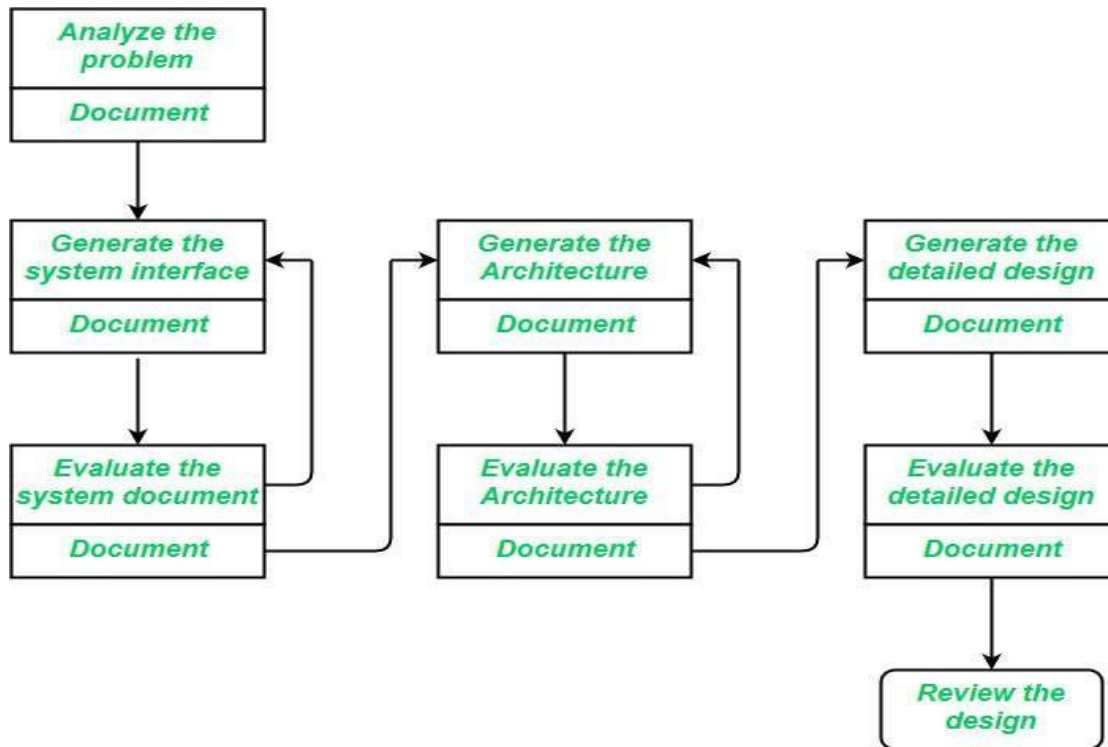 Analyze the
problem
Document
Generate the
system interface
Document
Evaluate the
system document
Document
Generate the
Architecture
Document
Evaluate the
Architecture
Document
Generate the
detailed design
Document
Evaluate the
detailed design
Document
Review the
design